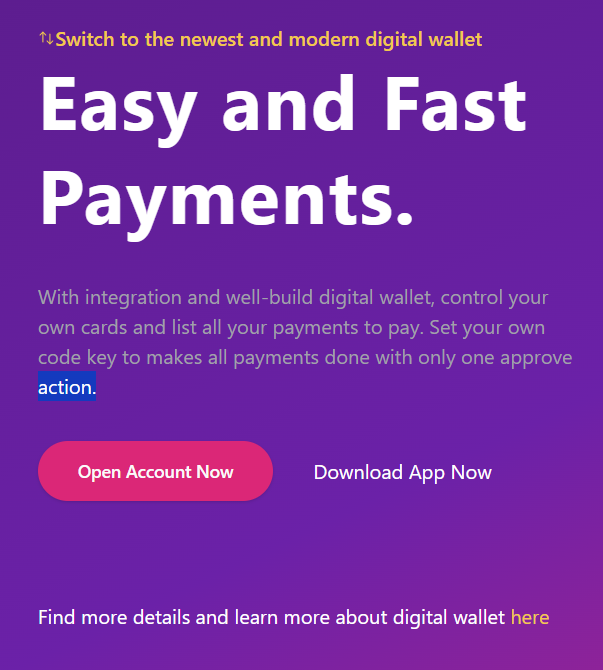 Switch to the newest and modern digital wallet
Easy and Fast
Payments.
With integration and well-build digital wallet, control your
own cards and list all your payments to pay. Set your own
code key to makes all payments done with only one approve
action.
Open Account Now
Download App Now
Find more details and learn more about digital wallet here